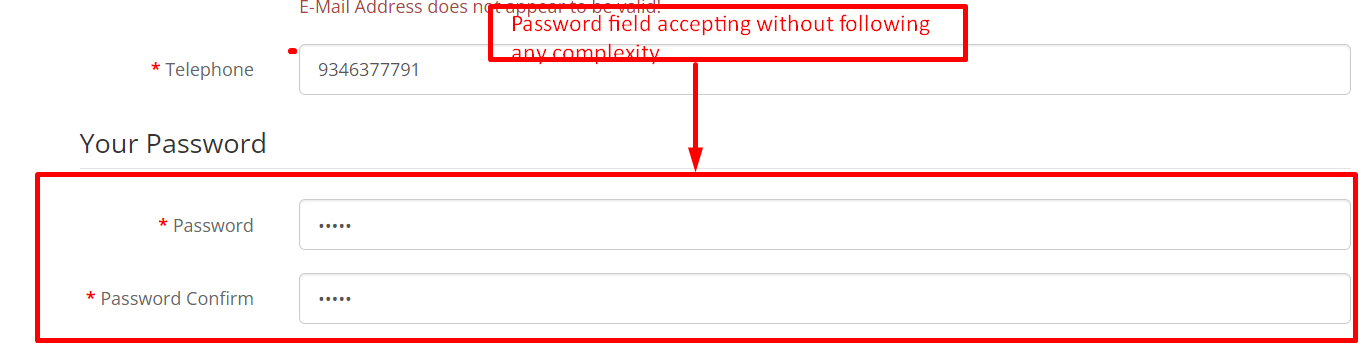 E-Mail Address does not appear to be valid!
Password field accepting without following
any complexity
* Telephone
9346377791
Your Password
* Password
•••••
* Password Confirm
•••••